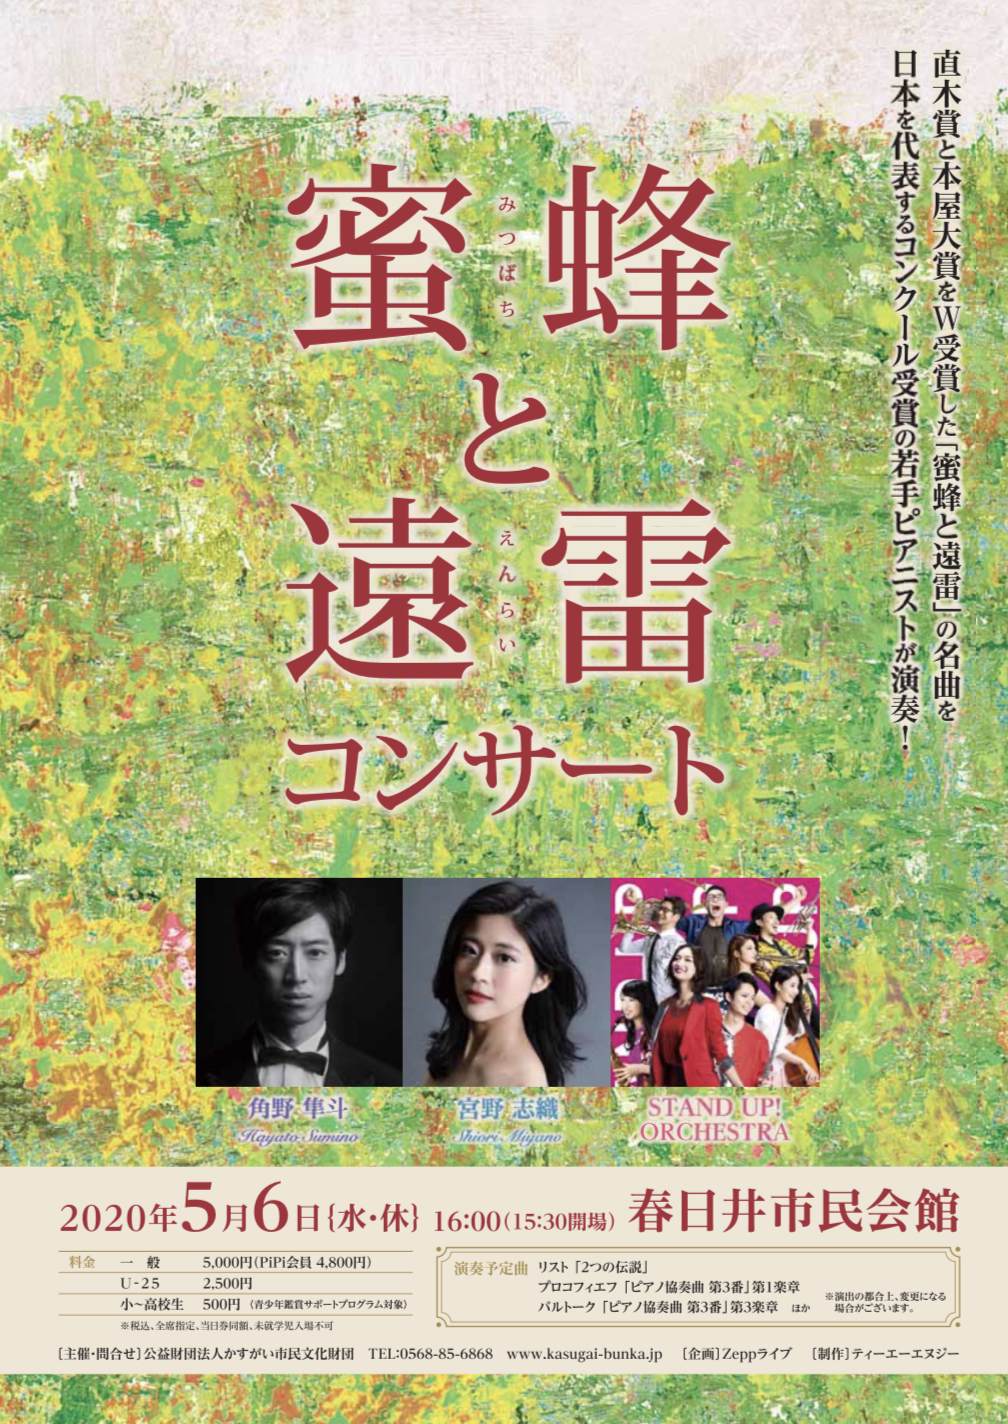 直木賞と本屋大賞をW受賞した「蜜蜂と遠雷」の名曲を
日本を代表するコンクール受賞の若手ピアニストが演奏！
蜜蜂
みつばち
と
遠雷
えんらい
コンサート
角野 隼斗
Hayato Sumino
宮野 志織
Shiori Miyano
STAND UP!
ORCHESTRA
2020年5月6日{水・休} 16:00(15:30開場) 春日井市民会館
料金 一 般 5,000円(PiPi会員 4,800円)
U-25 2,500円
小~高校生 500円 (青少年鑑賞サポートプログラム対象)
※税込、全席指定、当日券同額、未就学児入場不可
演奏予定曲 リスト「2つの伝説」
プロコフィエフ「ピアノ協奏曲 第3番」第1楽章
バルトーク「ピアノ協奏曲 第3番」第3楽章 ほか
※演出の都合上、変更になる
場合がございます。
[主催・問合せ]公益財団法人かすがい市民文化財団 TEL:0568-85-6868 www.kasugai-bunka.jp [企画]Zeppライブ [制作]ティーエーエヌジー